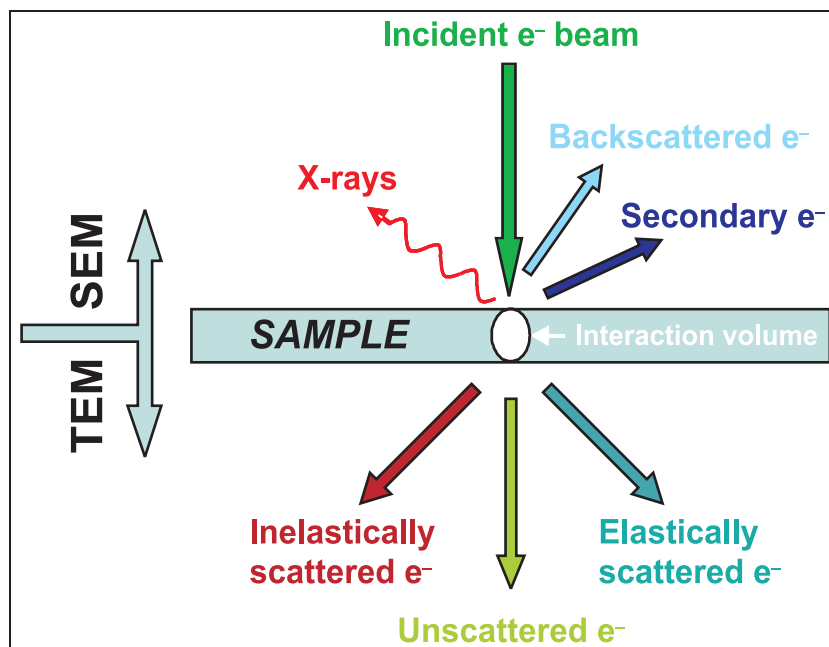 Incident e⁻ beam
Backscattered e⁻
X-rays
Secondary e⁻
SEM
SAMPLE
Interaction volume
TEM
Inelastically
scattered e⁻
Elastically
scattered e⁻
Unscattered e⁻